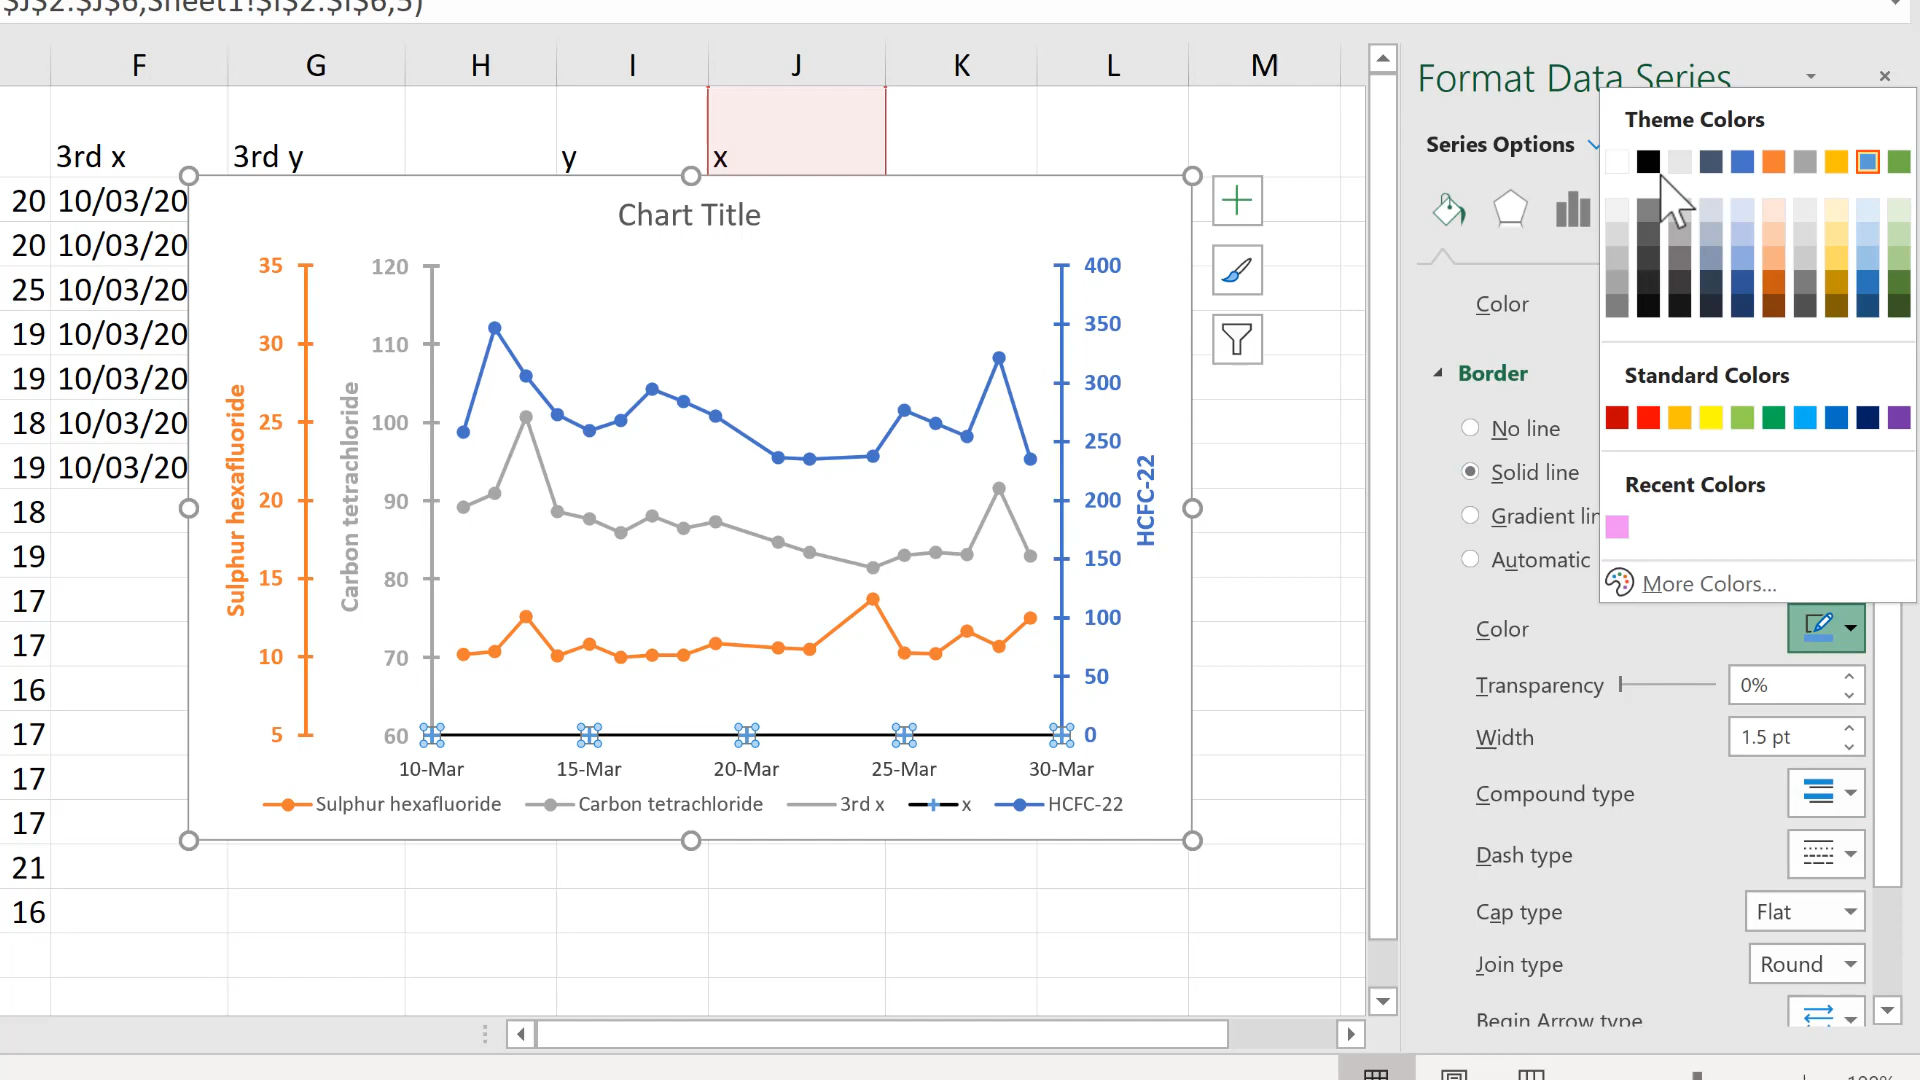 $J$2:$J$6,Sheet1!$I$2:$I$6,5)
F G H I J K L M
3rd x 3rd y y x
20 10/03/20
20 10/03/20
25 10/03/20
19 10/03/20
19 10/03/20
18 10/03/20
19 10/03/20
18
19
17
17
16
17
17
17
21
16
Chart Title
Sulphur hexafluoride
35
30
25
20
15
10
5
Carbon tetrachloride
120
110
100
90
80
70
60
400
350
300
250
200
150
100
50
0
HCFC-22
10-Mar 15-Mar 20-Mar 25-Mar 30-Mar
Sulphur hexafluoride Carbon tetrachloride 3rd x x HCFC-22
Format Data Series
Series Options
Color
Border
No line
Solid line
Gradient lin
Automatic
Theme Colors
Standard Colors
Recent Colors
More Colors...
Color
Transparency 0%
Width 1.5 pt
Compound type
Dash type
Cap type Flat
Join type Round
Begin Arrow type